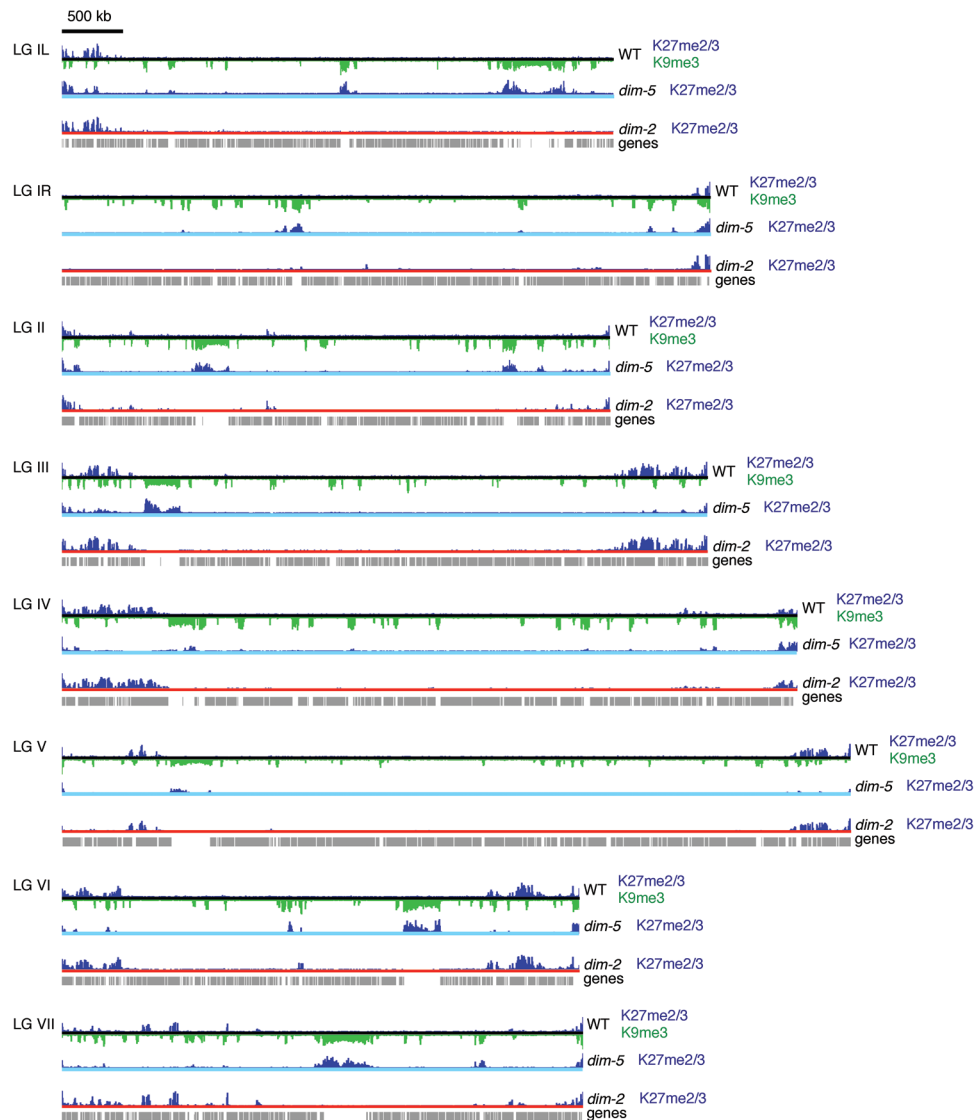 500 kb
LG IL
WT
K27me2/3
K9me3
dim-5 K27me2/3
dim-2 K27me2/3
genes
LG IR
WT
K27me2/3
K9me3
dim-5 K27me2/3
dim-2 K27me2/3
genes
LG II
WT
K27me2/3
K9me3
dim-5 K27me2/3
dim-2 K27me2/3
genes
LG III
WT
K27me2/3
K9me3
dim-5 K27me2/3
dim-2 K27me2/3
genes
LG IV
WT
K27me2/3
K9me3
dim-5 K27me2/3
dim-2 K27me2/3
genes
LG V
WT
K27me2/3
K9me3
dim-5 K27me2/3
dim-2 K27me2/3
genes
LG VI
WT
K27me2/3
K9me3
dim-5 K27me2/3
dim-2 K27me2/3
genes
LG VII
WT
K27me2/3
K9me3
dim-5 K27me2/3
dim-2 K27me2/3
genes